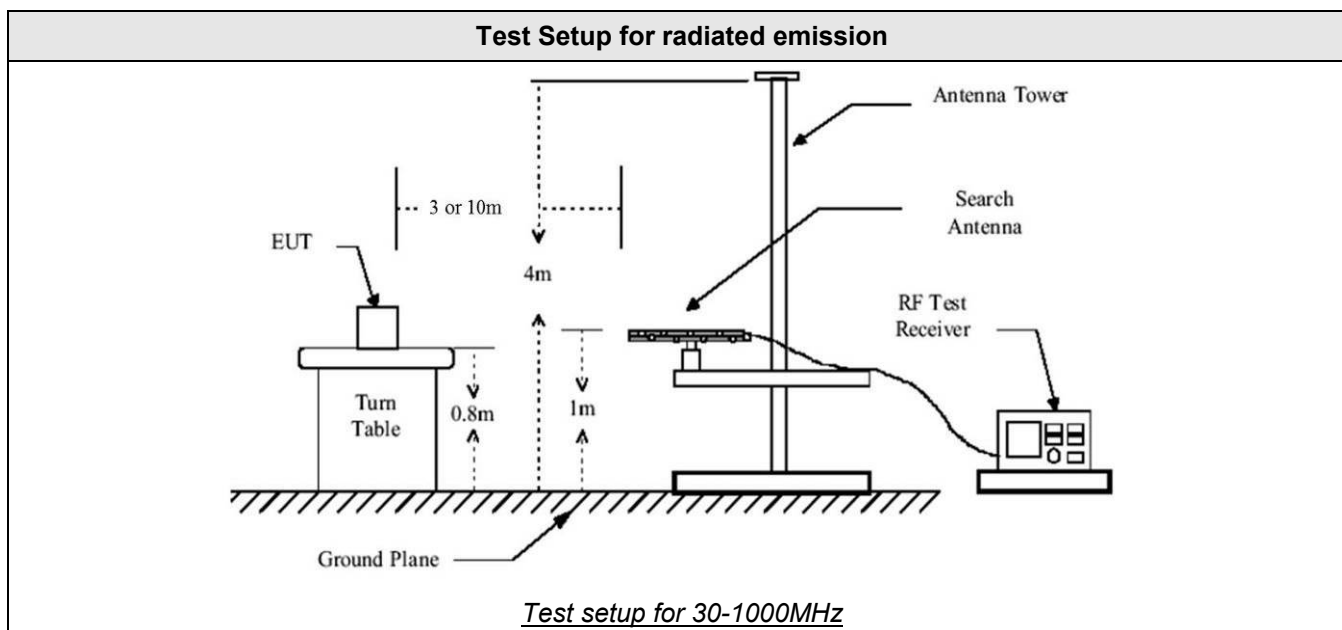 Test Setup for radiated emission
Antenna Tower
3 or 10m
Search
Antenna
EUT
4m
RF Test
Receiver
Turn
Table
0.8m
1m
Ground Plane
Test setup for 30-1000MHz